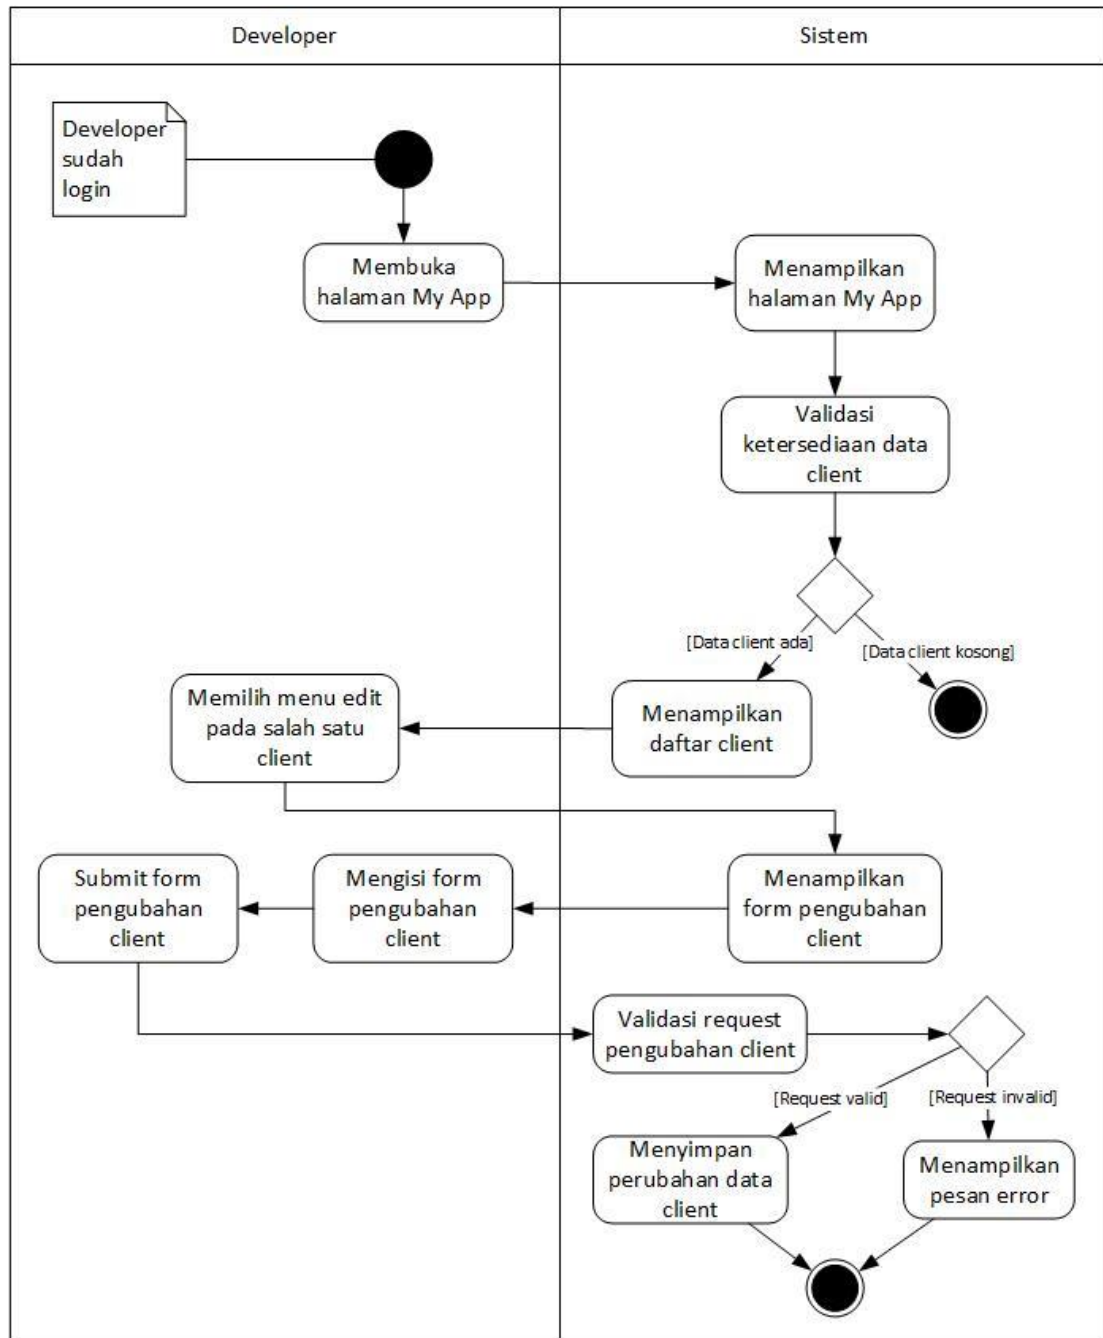 Developer
Sistem
Developer
sudah
login
Membuka
halaman My App
Menampilkan
halaman My App
Validasi
ketersediaan data
client
[Data client ada]
[Data client kosong]
Memilih menu edit
pada salah satu
client
Menampilkan
daftar client
Submit form
pengubahan
client
Mengisi form
pengubahan
client
Menampilkan
form pengubahan
client
Validasi request
pengubahan client
[Request valid]
[Request invalid]
Menyimpan
perubahan data
client
Menampilkan
pesan error